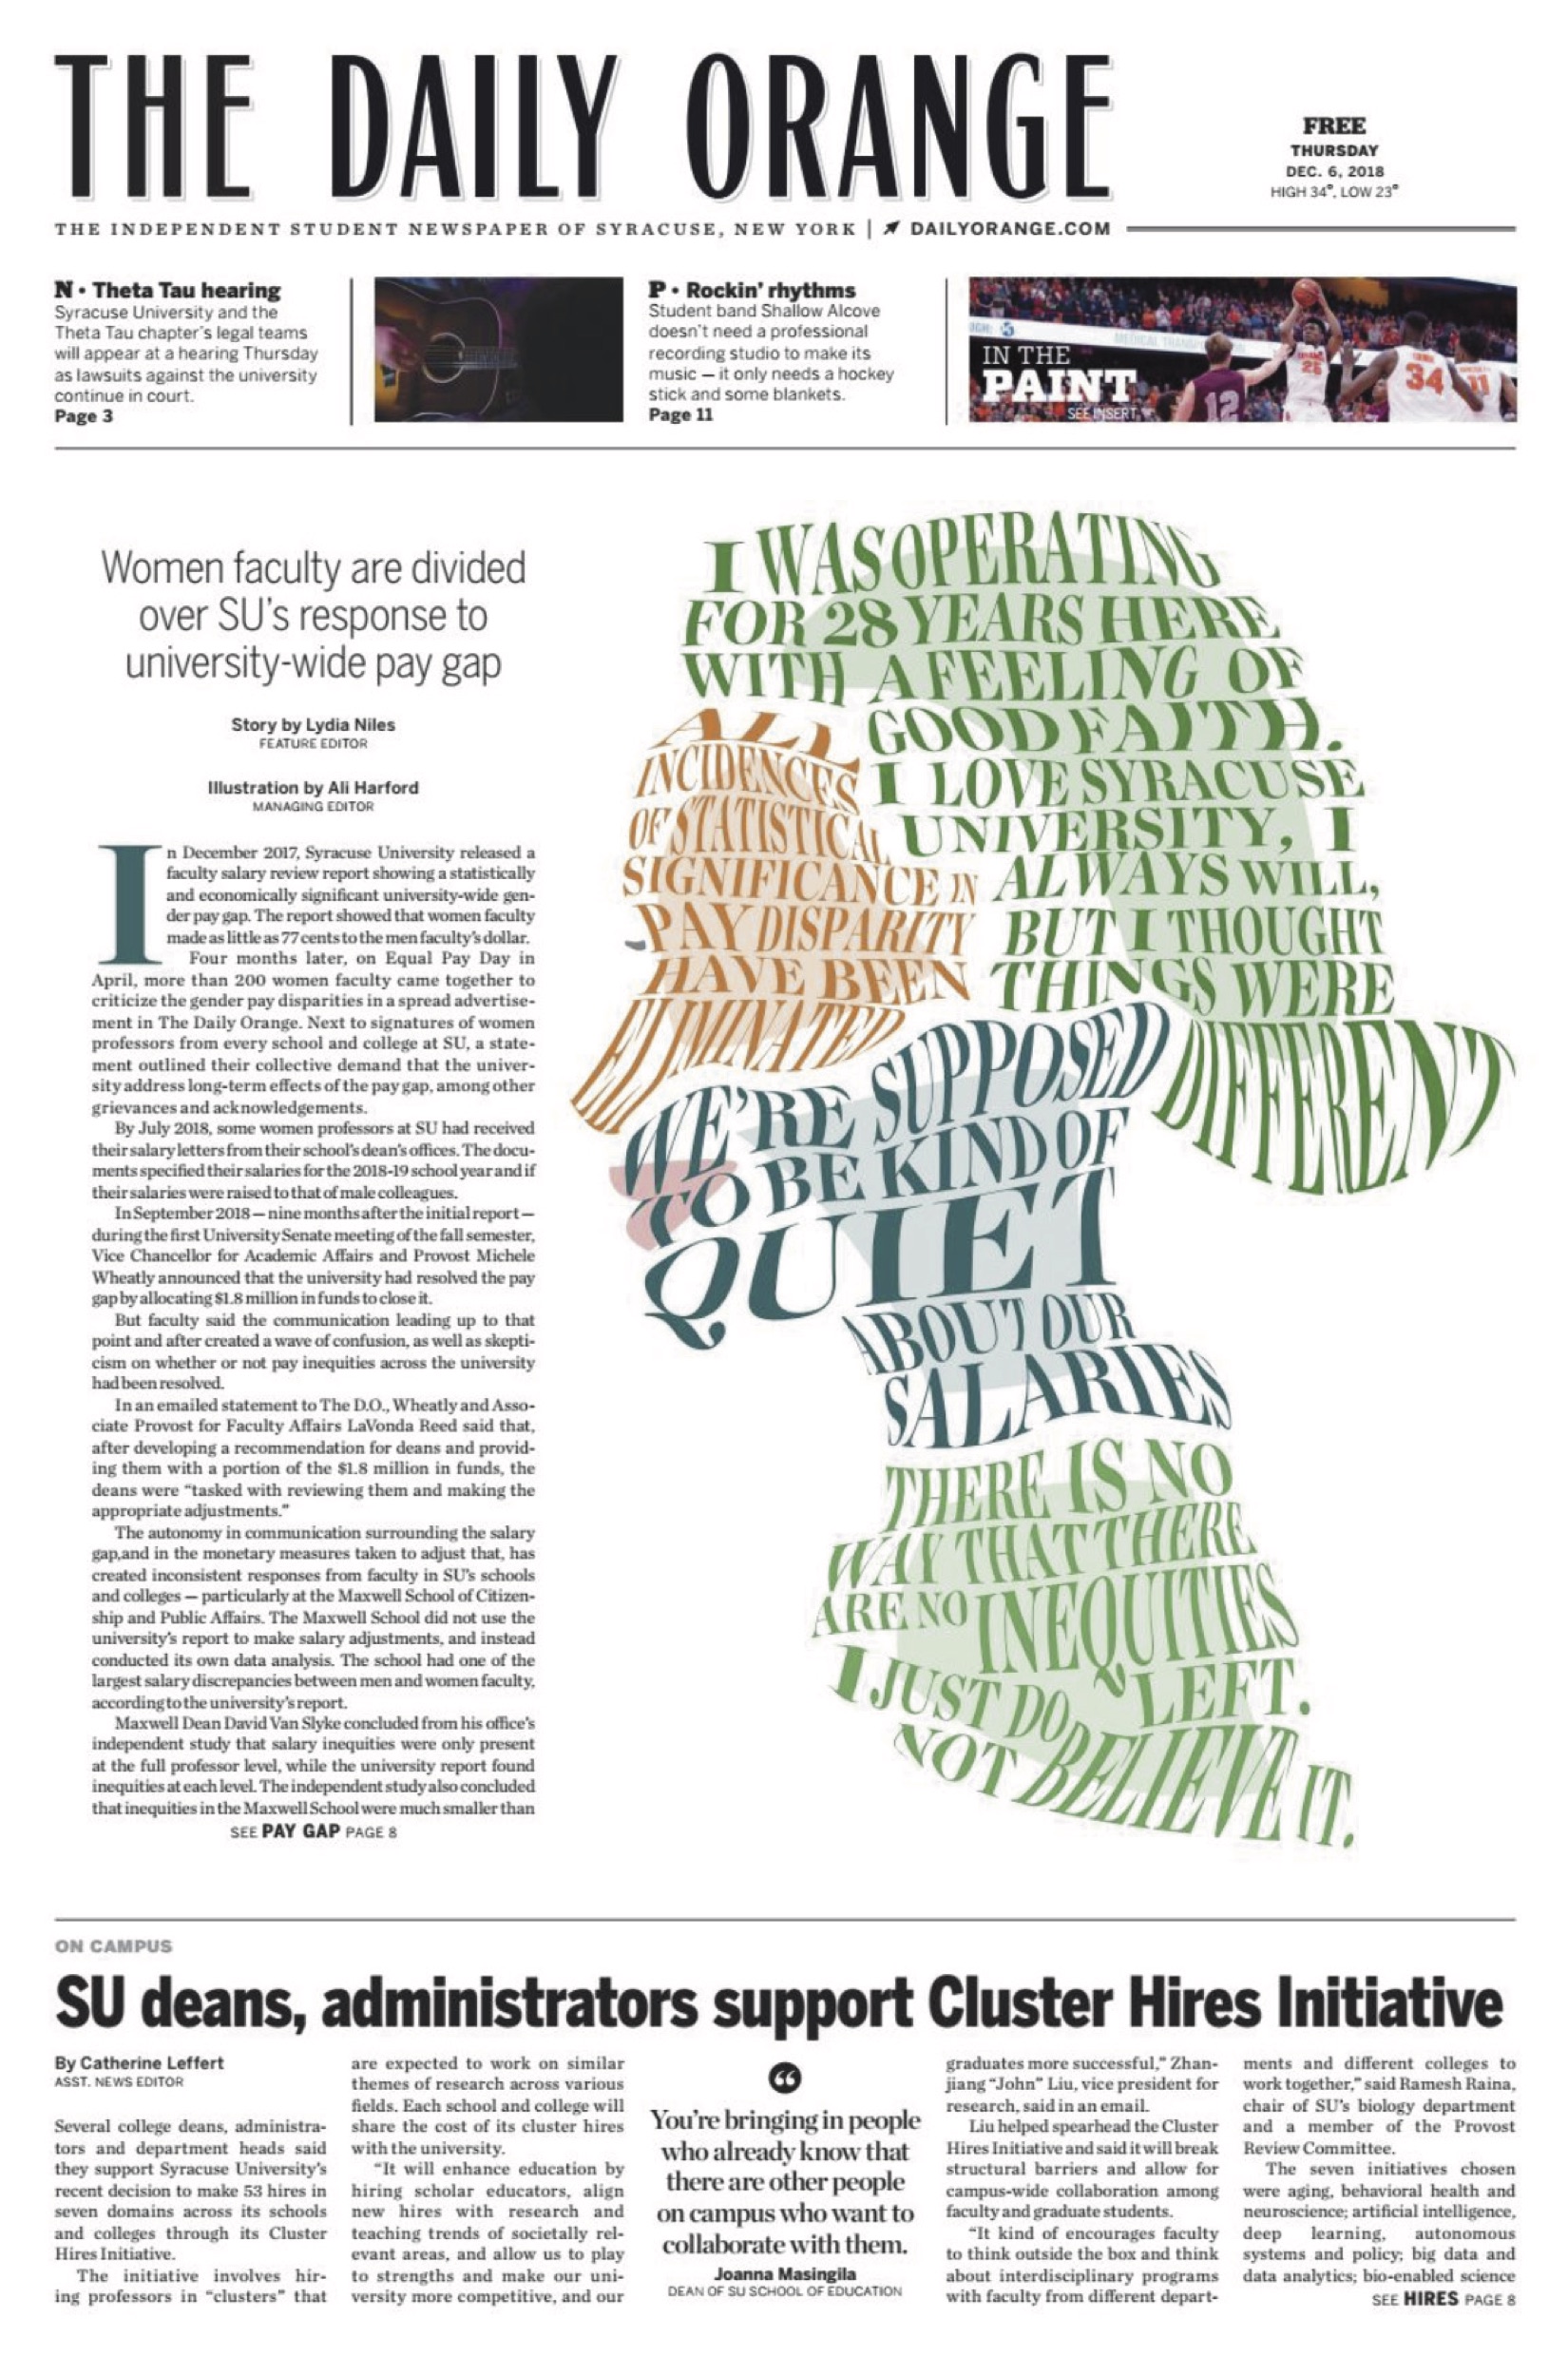 THE DAILY ORANGE
FREE
THURSDAY
DEC. 6, 2018
HIGH 34°, LOW 23°
THE INDEPENDENT STUDENT NEWSPAPER OF SYRACUSE, NEW YORK | DAILYORANGE.COM
N • Theta Tau hearing
Syracuse University and the
Theta Tau chapter's legal teams
will appear at a hearing Thursday
as lawsuits against the university
continue in court.
Page 3
P • Rockin' rhythms
Student band Shallow Alcove
doesn't need a professional
recording studio to make its
music — it only needs a hockey
stick and some blankets.
Page 11
IN THE
PAINT
SEE INSERT
12
25
34
11
Women faculty are divided
over SU's response to
university-wide pay gap
Story by Lydia Niles
FEATURE EDITOR
Illustration by Ali Harford
MANAGING EDITOR
In December 2017, Syracuse University released a
faculty salary review report showing a statistically
and economically significant university-wide gen-
der pay gap. The report showed that women faculty
made as little as 77 cents to the men faculty's dollar.
Four months later, on Equal Pay Day in
April, more than 200 women faculty came together to
criticize the gender pay disparities in a spread advertise-
ment in The Daily Orange. Next to signatures of women
professors from every school and college at SU, a state-
ment outlined their collective demand that the univer-
sity address long-term effects of the pay gap, among other
grievances and acknowledgements.
By July 2018, some women professors at SU had received
their salary letters from their school's dean's offices. The docu-
ments specified their salaries for the 2018-19 school year and if
their salaries were raised to that of male colleagues.
In September 2018 — nine months after the initial report —
during the first University Senate meeting of the fall semester,
Vice Chancellor for Academic Affairs and Provost Michele
Wheatly announced that the university had resolved the pay
gap by allocating $1.8 million in funds to close it.
But faculty said the communication leading up to that
point and after created a wave of confusion, as well as skepti-
cism on whether or not pay inequities across the university
had been resolved.
In an emailed statement to The D.O., Wheatly and Asso-
ciate Provost for Faculty Affairs LaVonda Reed said that,
after developing a recommendation for deans and provid-
ing them with a portion of the $1.8 million in funds, the
deans were "tasked with reviewing them and making the
appropriate adjustments."
The autonomy in communication surrounding the salary
gap,and in the monetary measures taken to adjust that, has
created inconsistent responses from faculty in SU's schools
and colleges — particularly at the Maxwell School of Citizen-
ship and Public Affairs. The Maxwell School did not use the
university's report to make salary adjustments, and instead
conducted its own data analysis. The school had one of the
largest salary discrepancies between men and women faculty,
according to the university's report.
Maxwell Dean David Van Slyke concluded from his office's
independent study that salary inequities were only present
at the full professor level, while the university report found
inequities at each level. The independent study also concluded
that inequities in the Maxwell School were much smaller than
SEE PAY GAP PAGE 8
I WAS OPERATING
FOR 28 YEARS HERE
WITH A FEELING OF
GOOD FAITH.
I LOVE SYRACUSE
UNIVERSITY, I
ALWAYS WILL,
BUT I THOUGHT
THINGS WERE
DIFFERENT
ALL
INCIDENCES
OF STATISTICAL
SIGNIFICANCE IN
PAY DISPARITY
HAVE BEEN
ELIMINATED
WE'RE SUPPOSED
TO BE KIND OF
QUIET
ABOUT OUR
SALARIES
THERE IS NO
WAY THAT THERE
ARE NO INEQUITIES
LEFT.
I JUST DO
NOT BELIEVE IT.
ON CAMPUS
SU deans, administrators support Cluster Hires Initiative
By Catherine Leffert
ASST. NEWS EDITOR
Several college deans, administra-
tors and department heads said
they support Syracuse University's
recent decision to make 53 hires in
seven domains across its schools
and colleges through its Cluster
Hires Initiative.
The initiative involves hir-
ing professors in "clusters" that
are expected to work on similar
themes of research across various
fields. Each school and college will
share the cost of its cluster hires
with the university.
"It will enhance education by
hiring scholar educators, align
new hires with research and
teaching trends of societally rel-
evant areas, and allow us to play
to strengths and make our uni-
versity more competitive, and our
“
You're bringing in people
who already know that
there are other people
on campus who want to
collaborate with them.
Joanna Masingila
DEAN OF SU SCHOOL OF EDUCATION
graduates more successful," Zhan-
jiang "John" Liu, vice president for
research, said in an email.
Liu helped spearhead the Cluster
Hires Initiative and said it will break
structural barriers and allow for
campus-wide collaboration among
faculty and graduate students.
"It kind of encourages faculty
to think outside the box and think
about interdisciplinary programs
with faculty from different depart-
ments and different colleges to
work together," said Ramesh Raina,
chair of SU's biology department
and a member of the Provost
Review Committee.
The seven initiatives chosen
were aging, behavioral health and
neuroscience; artificial intelligence,
deep learning, autonomous
systems and policy; big data and
data analytics; bio-enabled science
SEE HIRES PAGE 8